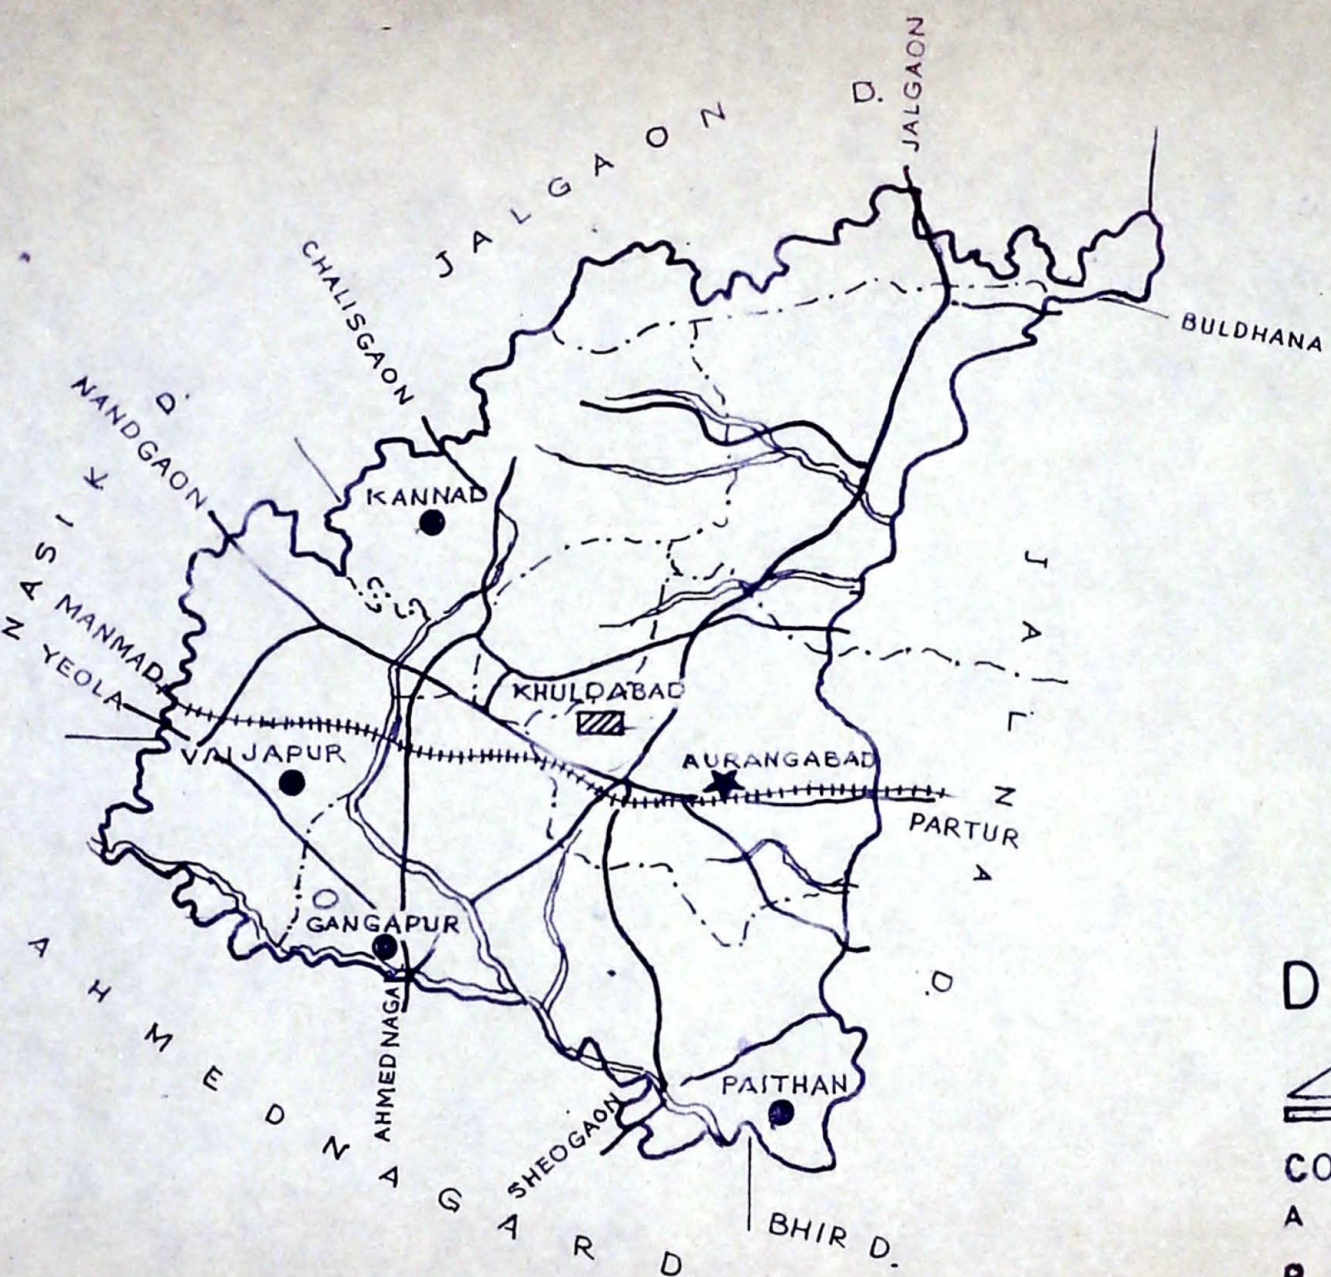 JALGAON
D.
JALGAON
CHALISGAON
BULDHANA
D.
NANDGAON
NASIK
KANNAD
MANMAD
YEOLA
JALNA
KHULDABAD
VAIJAPUR
AURANGABAD
PARTUR
GANGAPUR
D.
D
AHMEDNAGAR D
AHMEDNAGAR
PAITHAN
SHEOGAON
BHIR D.
CO
A